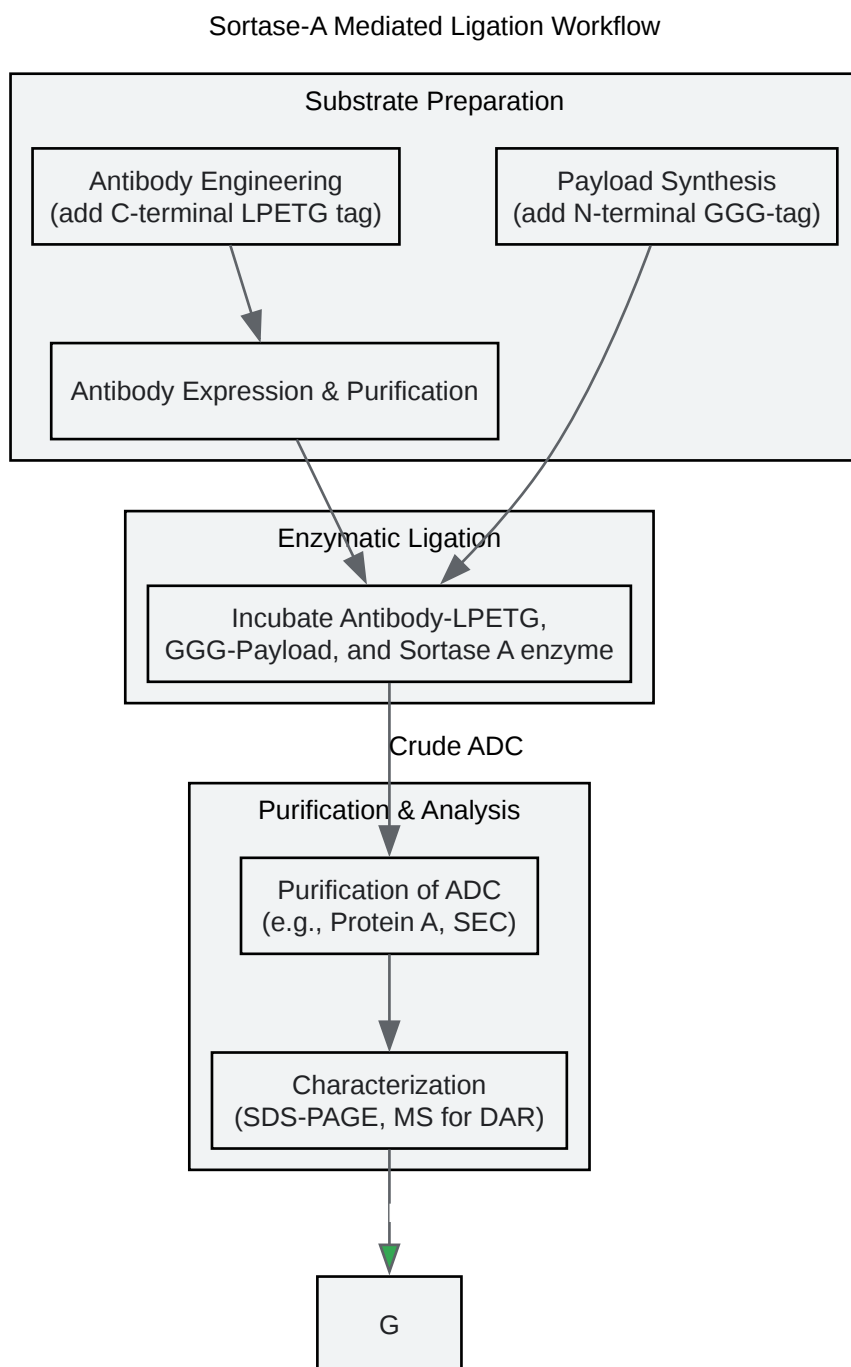 Sortase-A Mediated Ligation Workflow
Substrate Preparation
Antibody Engineering
(add C-terminal LPETG tag)
Payload Synthesis
(add N-terminal GGG-tag)
Antibody Expression & Purification
Enzymatic Ligation
Incubate Antibody-LPETG,
GGG-Payload, and Sortase A enzyme
Crude ADC
Purification & Analysis
Purification of ADC
(e.g., Protein A, SEC)
Characterization
(SDS-PAGE, MS for DAR)
G